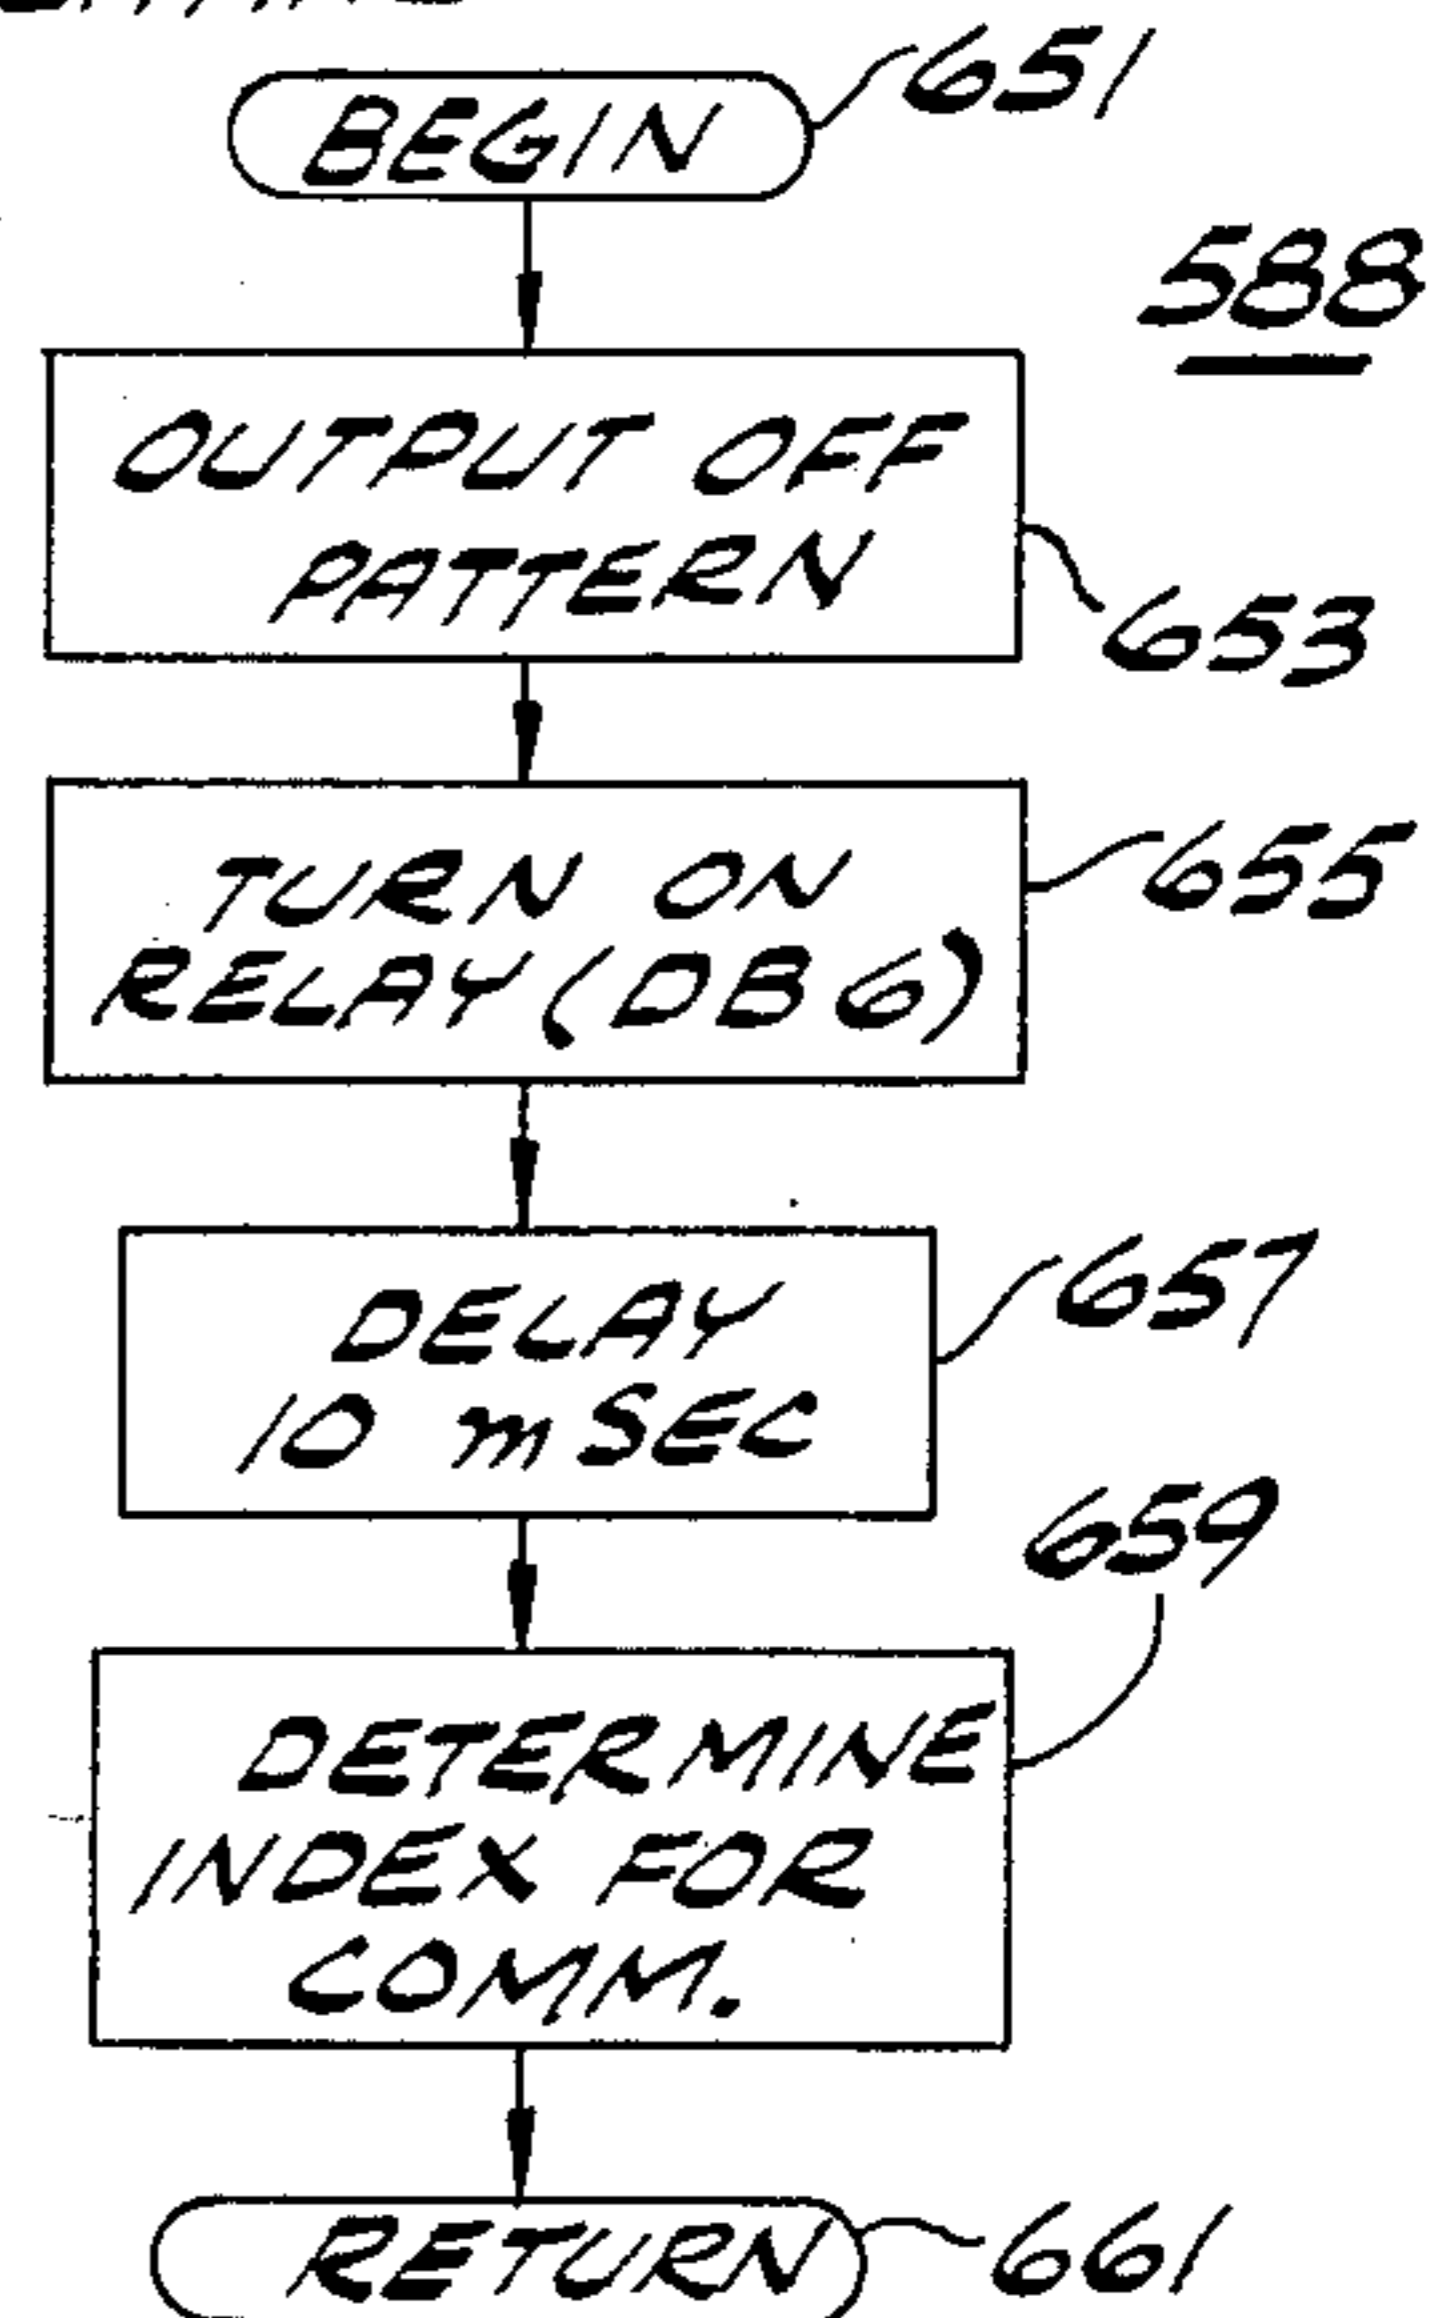 BEGIN
651
588
OUTPUT OFF
PATTERN
653
TURN ON
RELAY (DB6)
655
DELAY
10 mSEC
657
659
DETERMINE
INDEX FOR
COMM.
RETURN
661